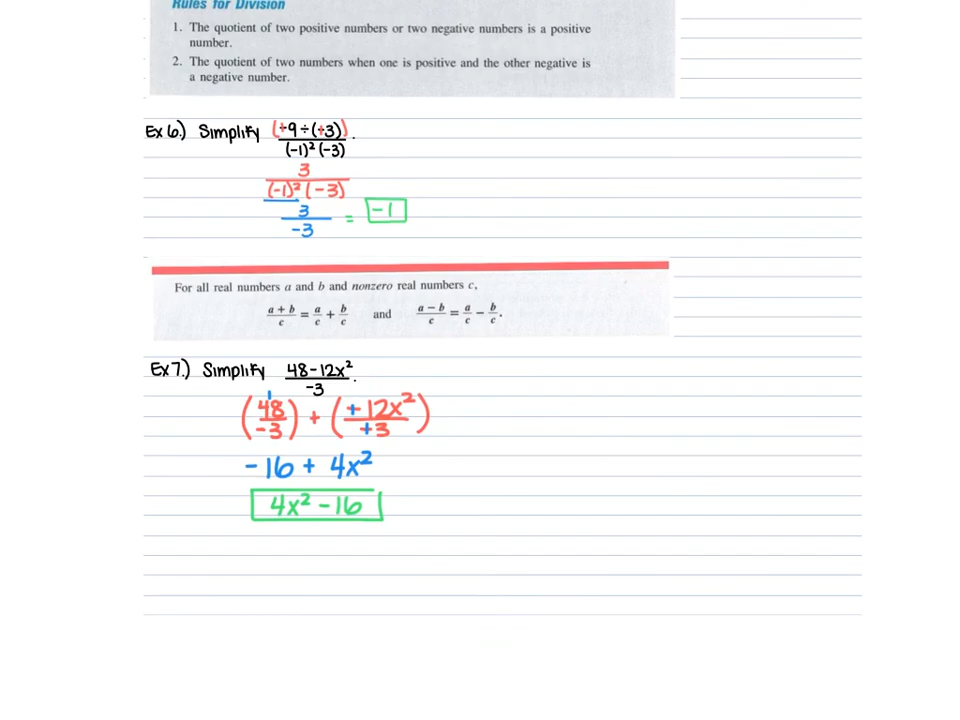 Rules for Division
1. The quotient of two positive numbers or two negative numbers is a positive
number.
2. The quotient of two numbers when one is positive and the other negative is
a negative number.
Ex 6.) Simplify (+9 ÷ (+3)) / (-1)² (-3) .
3 / (-1)² (-3)
3 / -3 = -1
For all real numbers a and b and nonzero real numbers c,
a + b / c = a / c + b / c and a - b / c = a / c - b / c.
Ex 7.) Simplify 48 - 12x² / -3 .
(48 / -3) + (+12x² / +3)
-16 + 4x²
4x² - 16